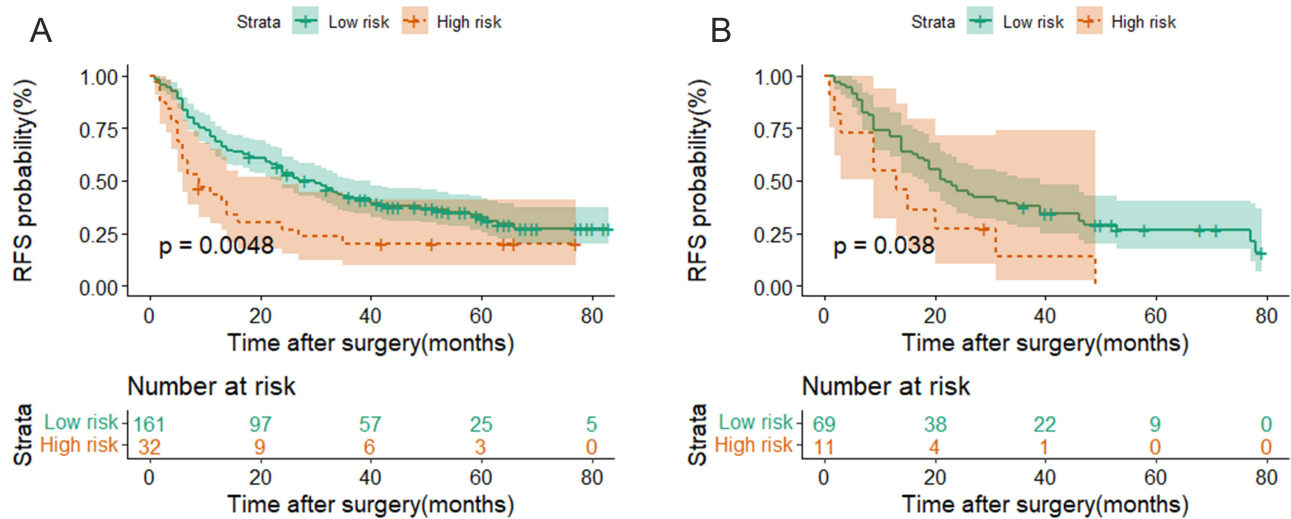 A
Strata Low risk High risk
RFS probability(%)
1.00
0.75
0.50
0.25
0.00
p = 0.0048
0 20 40 60 80
Time after surgery(months)
Number at risk
Strata
Low risk 161 97 57 25 5
High risk 32 9 6 3 0
0 20 40 60 80
Time after surgery(months)
B
Strata Low risk High risk
RFS probability(%)
1.00
0.75
0.50
0.25
0.00
p = 0.038
0 20 40 60 80
Time after surgery(months)
Number at risk
Strata
Low risk 69 38 22 9 0
High risk 11 4 1 0 0
0 20 40 60 80
Time after surgery(months)